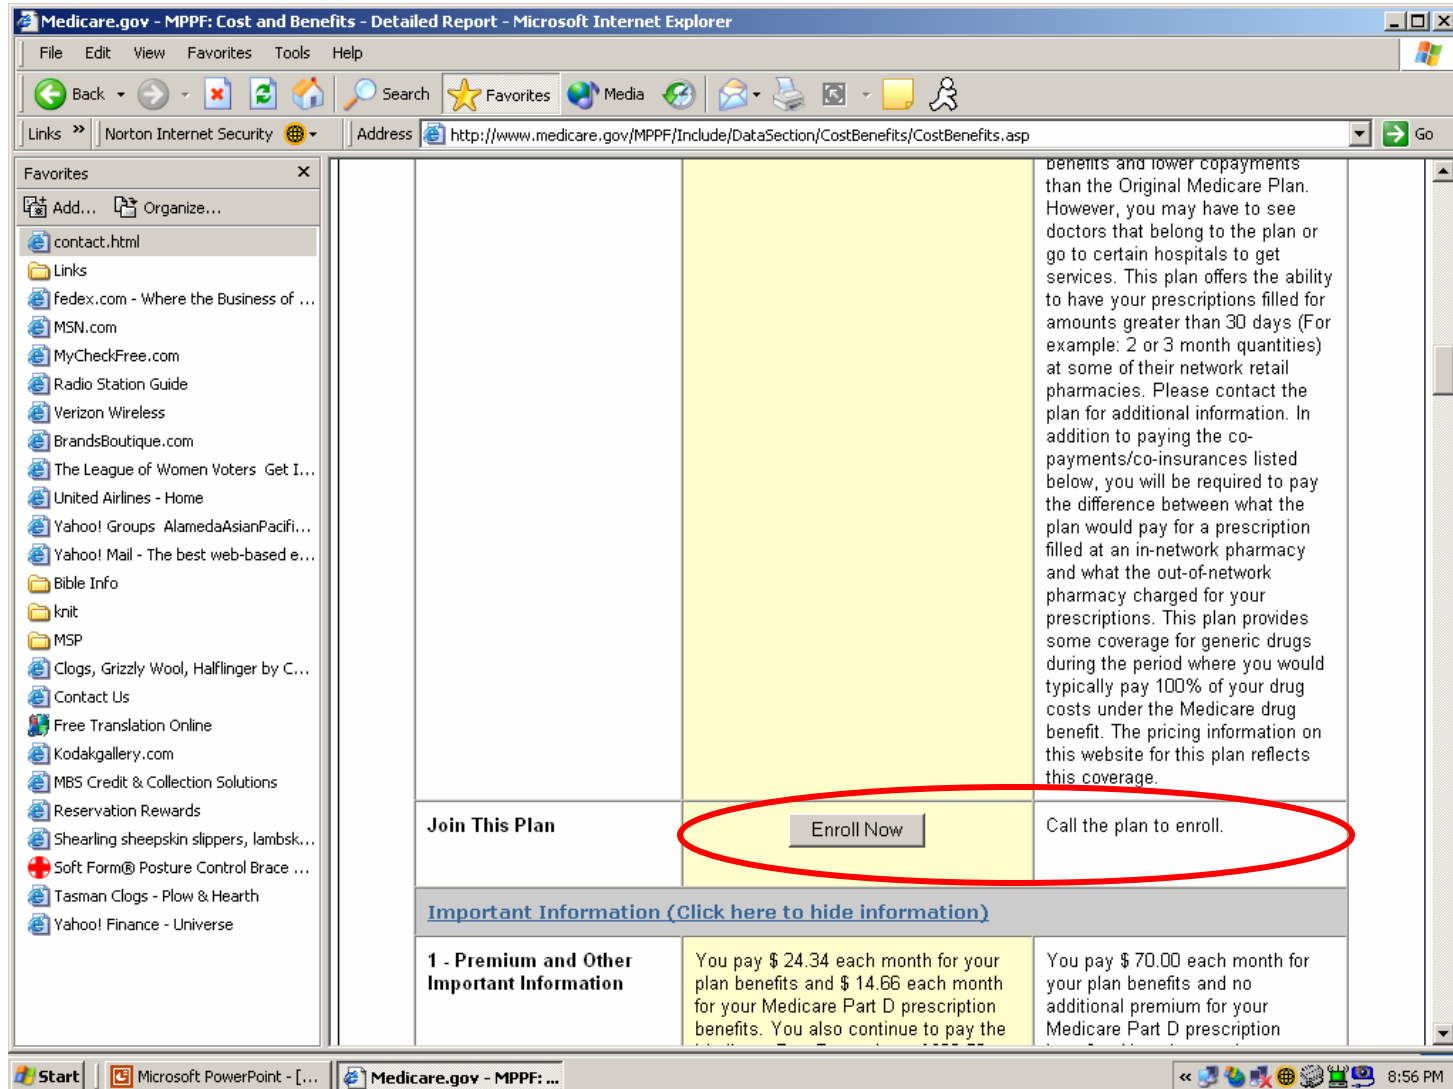 Medicare.gov - MPPF: Cost and Benefits - Detailed Report - Microsoft Internet Explorer
File Edit View Favorites Tools Help
Back Search Favorites Media
Links » Norton Internet Security Address http://www.medicare.gov/MPPF/Include/DataSection/CostBenefits/CostBenefits.asp Go
Favorites x
Add... Organize...
contact.html
Links
fedex.com - Where the Business of ...
MSN.com
MyCheckFree.com
Radio Station Guide
Verizon Wireless
BrandsBoutique.com
The League of Women Voters Get I...
United Airlines - Home
Yahoo! Groups AlamedaAsianPacifi...
Yahoo! Mail - The best web-based e...
Bible Info
knit
MSP
Clogs, Grizzly Wool, Halflinger by C...
Contact Us
Free Translation Online
Kodakgallery.com
MBS Credit & Collection Solutions
Reservation Rewards
Shearling sheepskin slippers, lambsk...
Soft Form® Posture Control Brace ...
Tasman Clogs - Plow & Hearth
Yahoo! Finance - Universe
benefits and lower copayments
than the Original Medicare Plan.
However, you may have to see
doctors that belong to the plan or
go to certain hospitals to get
services. This plan offers the ability
to have your prescriptions filled for
amounts greater than 30 days (For
example: 2 or 3 month quantities)
at some of their network retail
pharmacies. Please contact the
plan for additional information. In
addition to paying the co-
payments/co-insurances listed
below, you will be required to pay
the difference between what the
plan would pay for a prescription
filled at an in-network pharmacy
and what the out-of-network
pharmacy charged for your
prescriptions. This plan provides
some coverage for generic drugs
during the period where you would
typically pay 100% of your drug
costs under the Medicare drug
benefit. The pricing information on
this website for this plan reflects
this coverage.
Join This Plan
Enroll Now
Call the plan to enroll.
Important Information (Click here to hide information)
1 - Premium and Other
Important Information
You pay $ 24.34 each month for your
plan benefits and $ 14.66 each month
for your Medicare Part D prescription
benefits. You also continue to pay the
You pay $ 70.00 each month for
your plan benefits and no
additional premium for your
Medicare Part D prescription
Start Microsoft PowerPoint - [... Medicare.gov - MPPF: ... « 8:56 PM